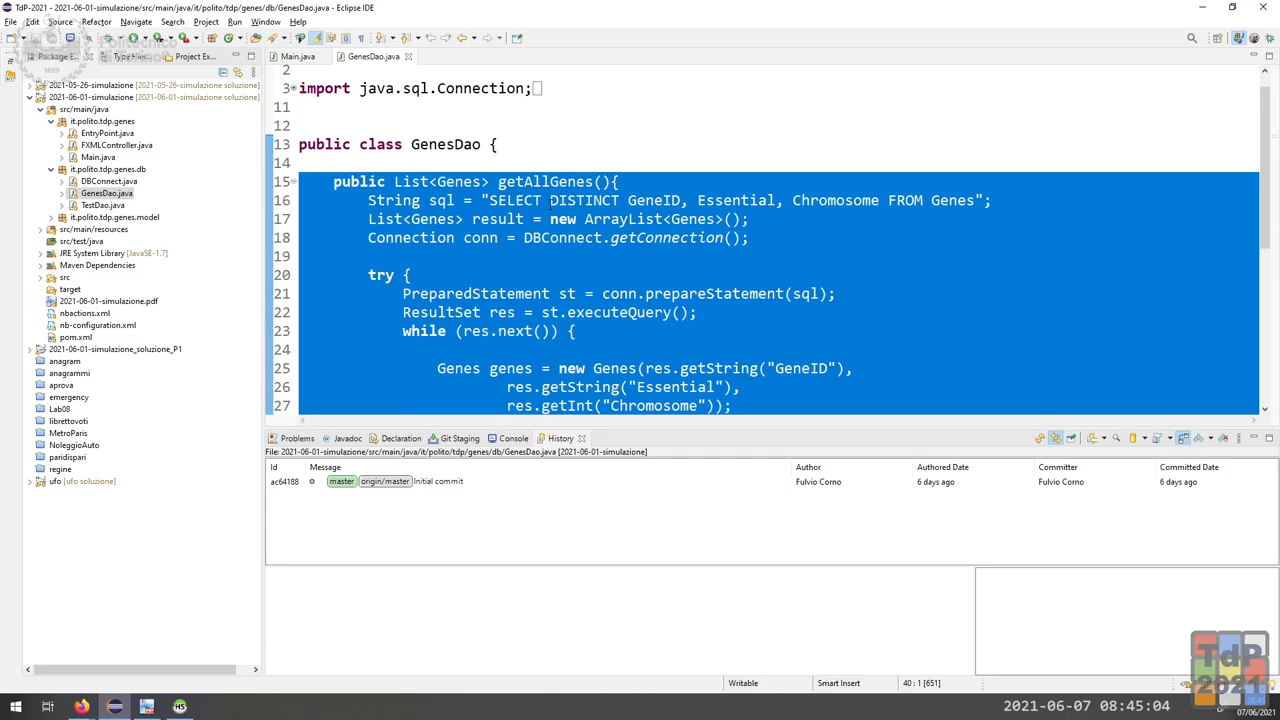 TdP-2021 - 2021-06-01-simulazione/src/main/java/it/polito/tdp/genes/db/GenesDao.java - Eclipse IDE
File Edit Source Refactor Navigate Search Project Run Window Help
Package E... Type Hier... Project Ex...
Main.java
GenesDao.java
2021-05-26-simulazione [2021-05-26-simulazione soluzione]
2021-06-01-simulazione [2021-06-01-simulazione soluzione]
src/main/java
it.polito.tdp.genes
EntryPoint.java
FXMLController.java
Main.java
it.polito.tdp.genes.db
DBConnect.java
GenesDao.java
TestDao.java
it.polito.tdp.genes.model
src/main/resources
src/test/java
JRE System Library [JavaSE-1.7]
Maven Dependencies
src
target
2021-06-01-simulazione.pdf
nbactions.xml
nb-configuration.xml
pom.xml
2021-06-01-simulazione_soluzione_P1
anagram
anagrammi
aprova
emergency
Lab08
librettovoti
MetroParis
NoleggioAuto
paridispari
regine
ufo [ufo soluzione]
2
3 import java.sql.Connection;
11
12
13 public class GenesDao {
14
15 public List<Genes> getAllGenes(){
16 String sql = "SELECT DISTINCT GeneID, Essential, Chromosome FROM Genes";
17 List<Genes> result = new ArrayList<Genes>();
18 Connection conn = DBConnect.getConnection();
19
20 try {
21 PreparedStatement st = conn.prepareStatement(sql);
22 ResultSet res = st.executeQuery();
23 while (res.next()) {
24
25 Genes genes = new Genes(res.getString("GeneID"),
26 res.getString("Essential"),
27 res.getInt("Chromosome"));
Problems Javadoc Declaration Git Staging Console History
File: 2021-06-01-simulazione/src/main/java/it/polito/tdp/genes/db/GenesDao.java [2021-06-01-simulazione]
Id Message Author Authored Date Committer Committed Date
ac64188 master origin/master Initial commit Fulvio Corno 6 days ago Fulvio Corno 6 days ago
Writable Smart Insert 40 : 1 [651]
TdP
2021
2021-06-07 08:45:04
07/06/2021